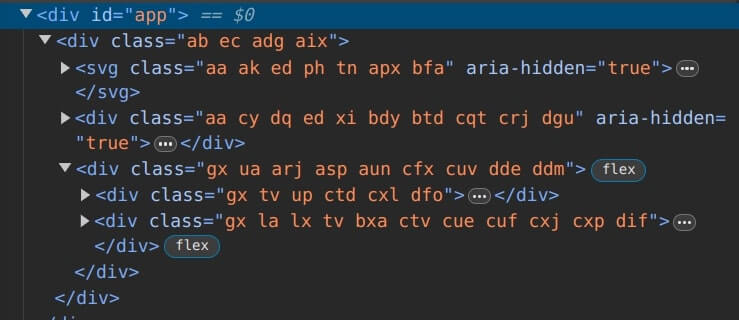 ▼<div id="app"> == $0
▼<div class="ab ec adg aix">
▶<svg class="aa ak ed ph tn apx bfa" aria-hidden="true">…
</svg>
▶<div class="aa cy dq ed xi bdy btd cqt crj dgu" aria-hidden=
"true">…</div>
▼<div class="gx ua arj asp aun cfx cuv dde ddm"> flex
▶<div class="gx tv up ctd cxl dfo">…</div>
▶<div class="gx la lx tv bxa ctv cue cuf cxj cxp dif">…
</div> flex
</div>
</div>